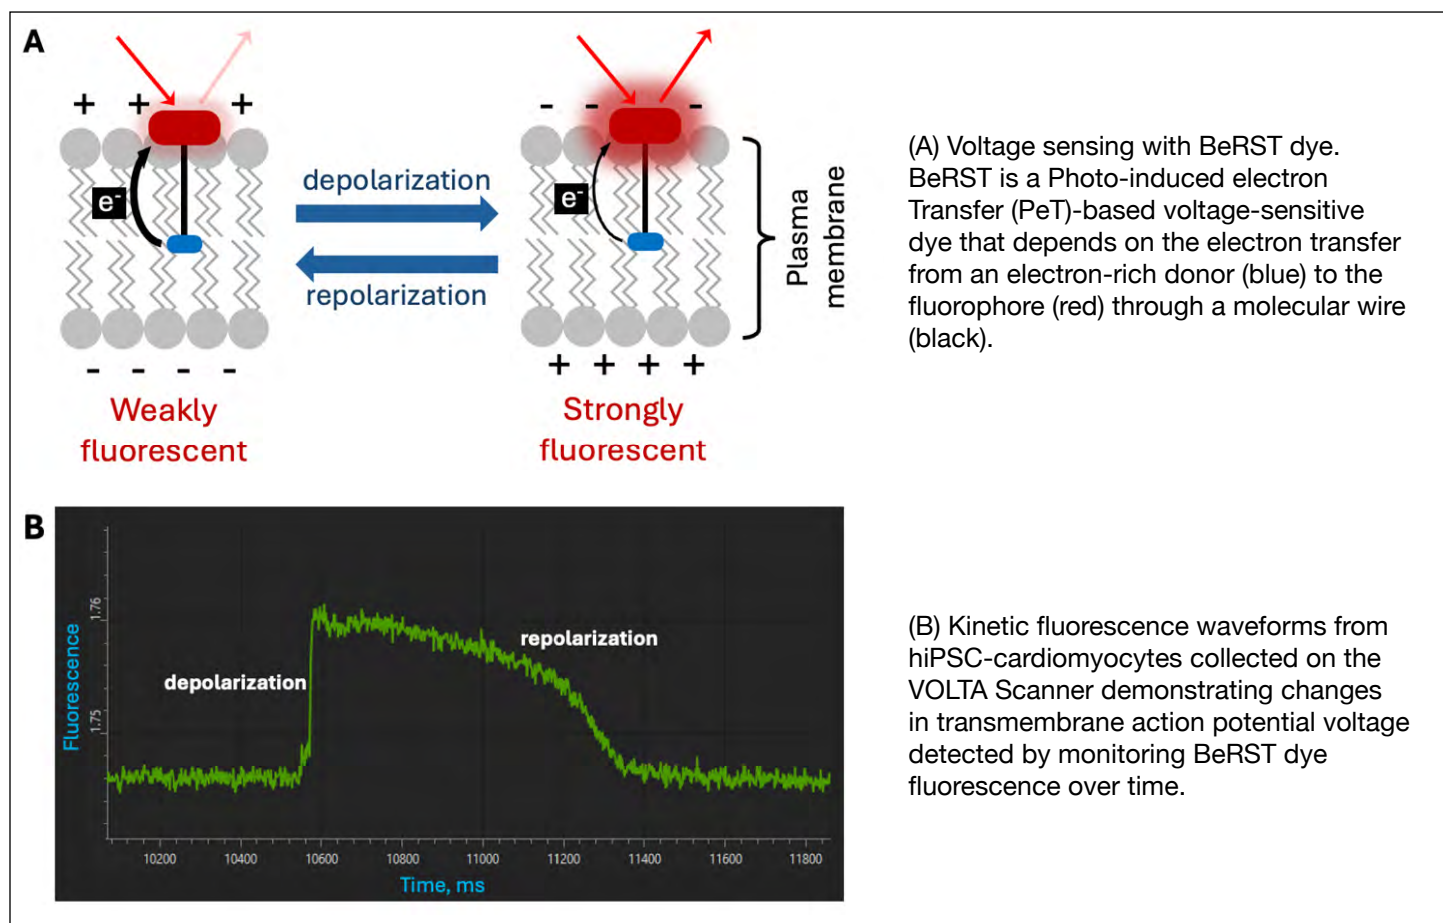 A
+ + +
- - - -
e-
depolarization
repolarization
e-
- - - -
+ + + +
Plasma
membrane
Weakly
fluorescent
Strongly
fluorescent
(A) Voltage sensing with BeRST dye.
BeRST is a Photo-induced electron
Transfer (PeT)-based voltage-sensitive
dye that depends on the electron transfer
from an electron-rich donor (blue) to the
fluorophore (red) through a molecular wire
(black).
B
Fluorescence
1.76
1.75
depolarization
repolarization
10200 10400 10600 10800 11000 11200 11400 11600 11800
Time, ms
(B) Kinetic fluorescence waveforms from
hiPSC-cardiomyocytes collected on the
VOLTA Scanner demonstrating changes
in transmembrane action potential voltage
detected by monitoring BeRST dye
fluorescence over time.